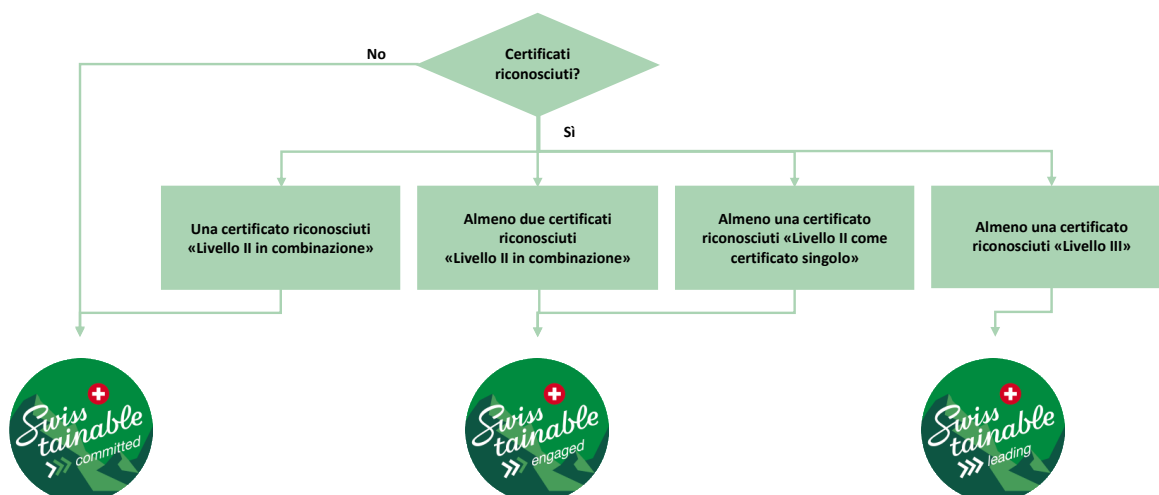 Certificati
riconosciuti?
No
Sì
Una certificato riconosciuti
«Livello II in combinazione»
Almeno due certificati
riconosciuti
«Livello II in combinazione»
Almeno una certificato
riconosciuti «Livello II come
certificato singolo»
Almeno una certificato
riconosciuti «Livello III»
Swiss
tainable
committed
Swiss
tainable
engaged
Swiss
tainable
leading